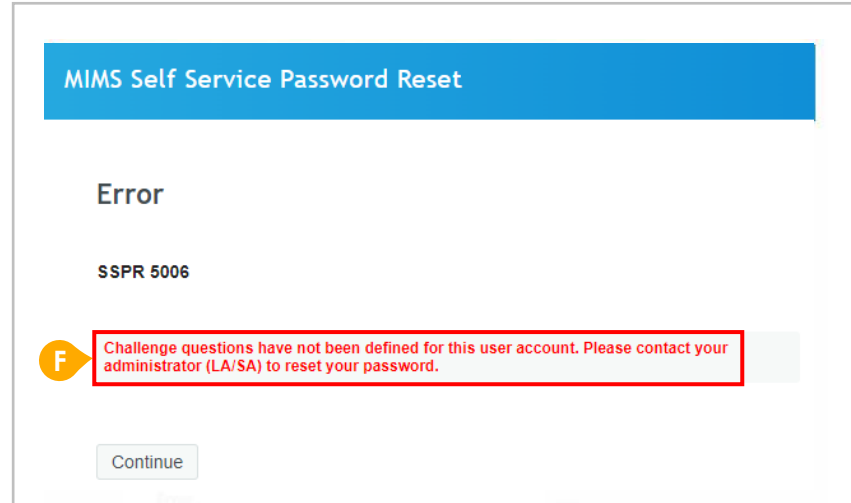 MIMS Self Service Password Reset
Error
SSPR 5006
F
Challenge questions have not been defined for this user account. Please contact your
administrator (LA/SA) to reset your password.
Continue